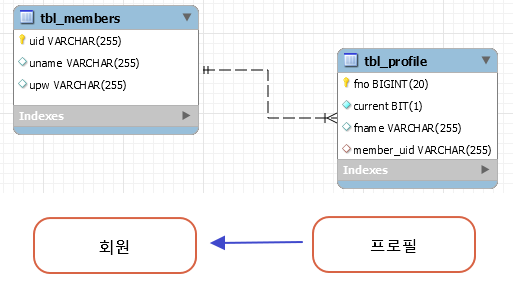 tbl_members
uid VARCHAR(255)
uname VARCHAR(255)
upw VARCHAR(255)
Indexes
tbl_profile
fno BIGINT(20)
current BIT(1)
fname VARCHAR(255)
member_uid VARCHAR(255)
Indexes
회원
프로필